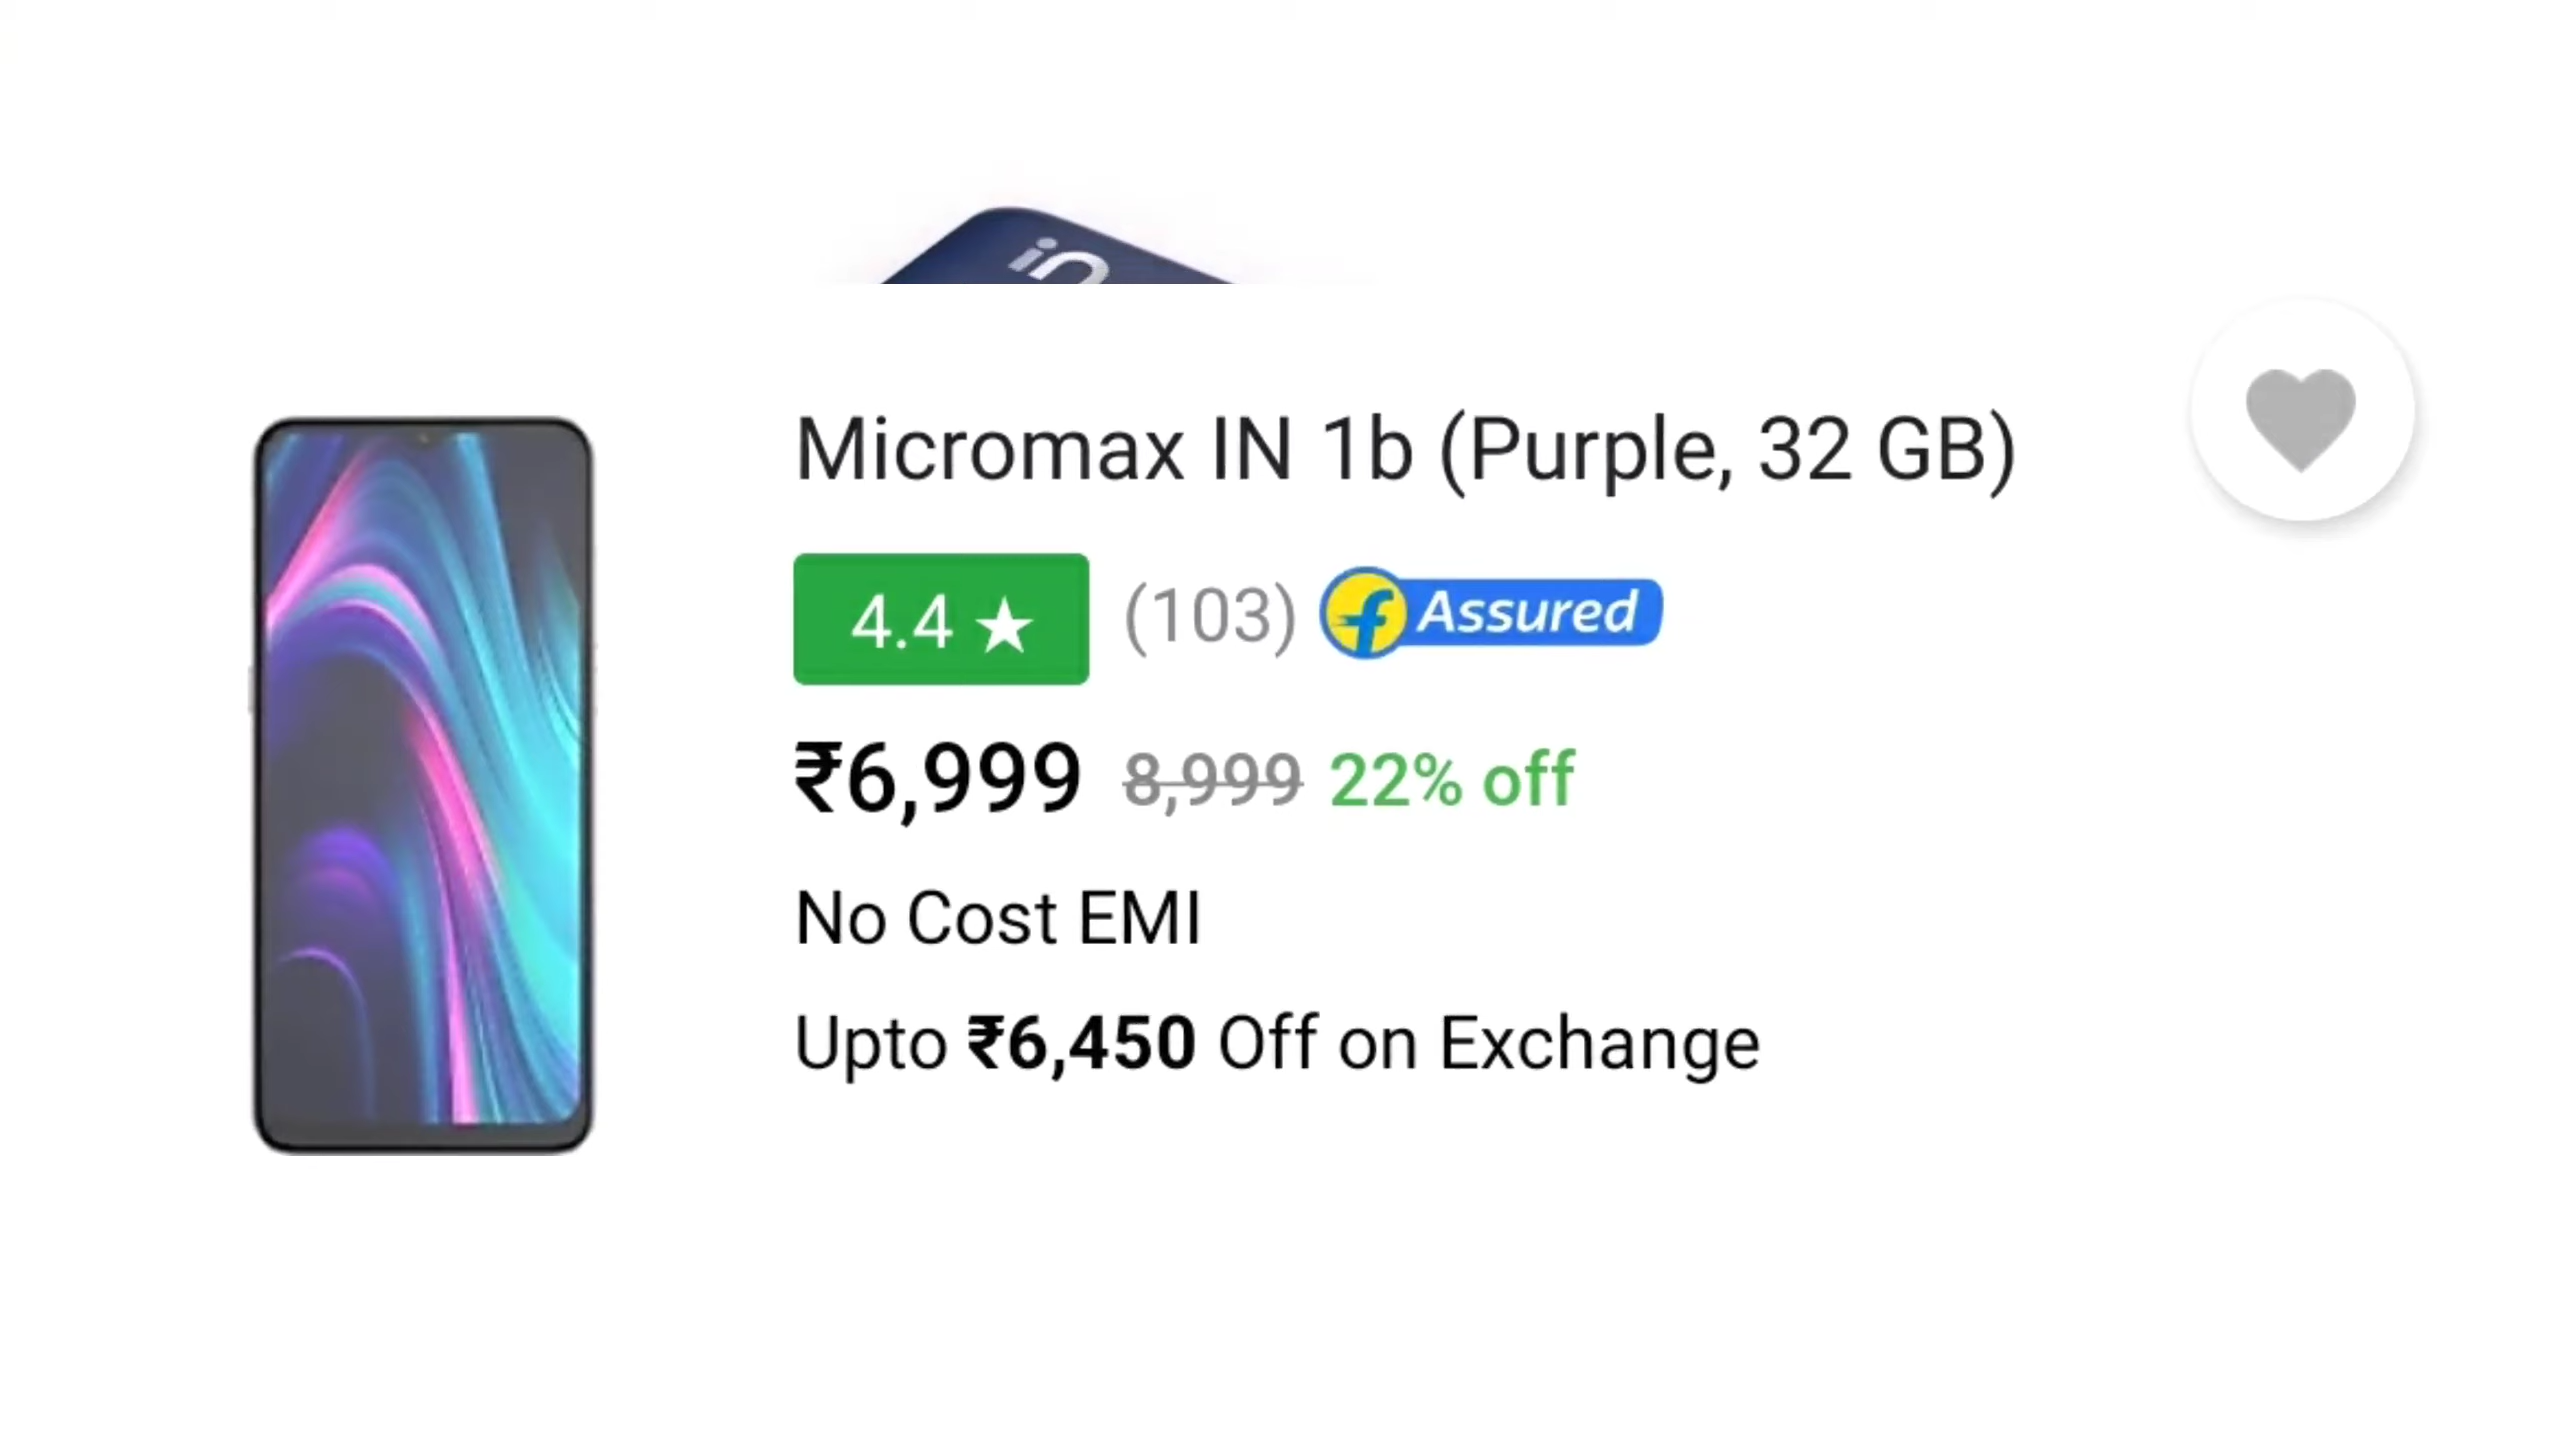 in
Micromax IN 1b (Purple, 32 GB)
4.4 ★ (103) f Assured
₹6,999 8,999 22% off
No Cost EMI
Upto ₹6,450 Off on Exchange